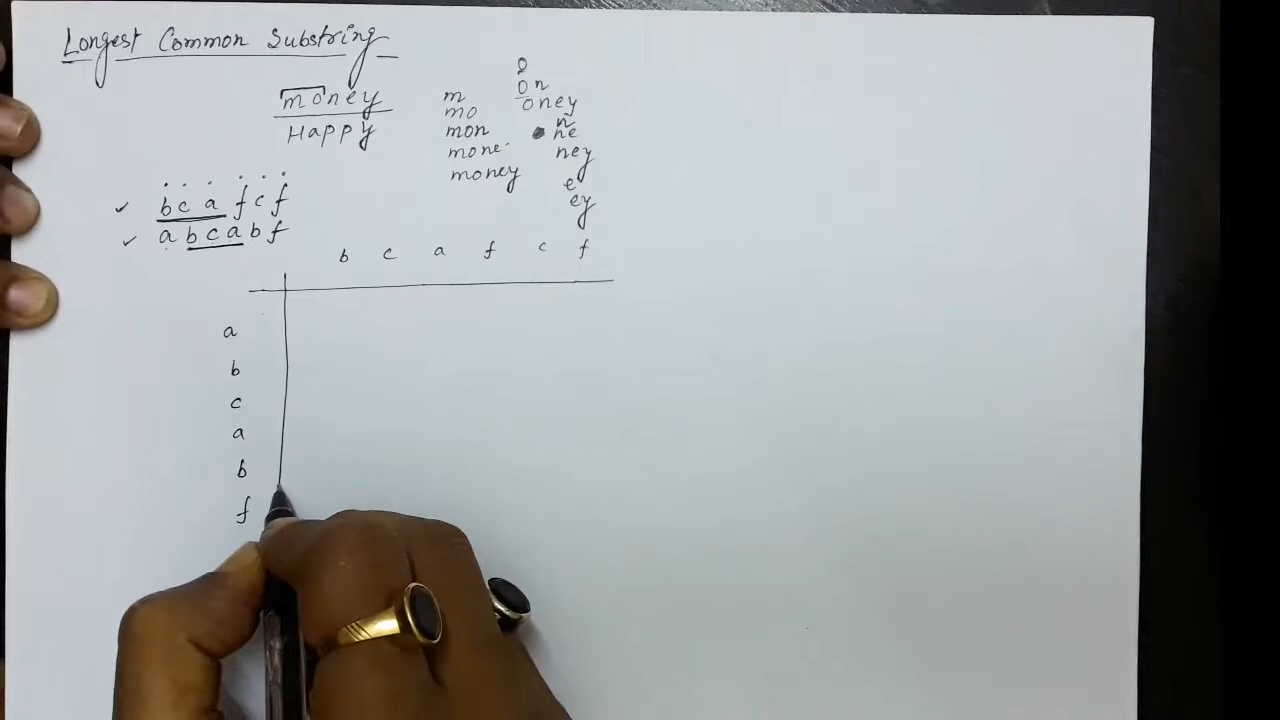 Longest Common Substring
money
Happy
m
mo
mon
mone
money
o
on
oney
n
ne
ney
e
ey
✓ bcafcf
✓ abcabf
b c a f c f
a
b
c
a
b
f